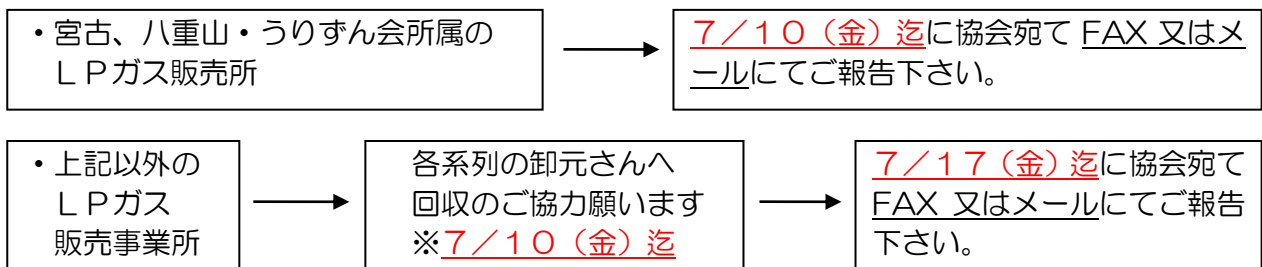 ・宮古、八重山・うりずん会所属の
ＬＰガス販売所
７／１０（金）迄に協会宛て FAX 又はメ
ールにてご報告下さい。
・上記以外の
ＬＰガス
販売事業所
各系列の卸元さんへ
回収のご協力願います
※７／１０（金）迄
７／１７（金）迄に協会宛て
FAX 又はメールにてご報告
下さい。